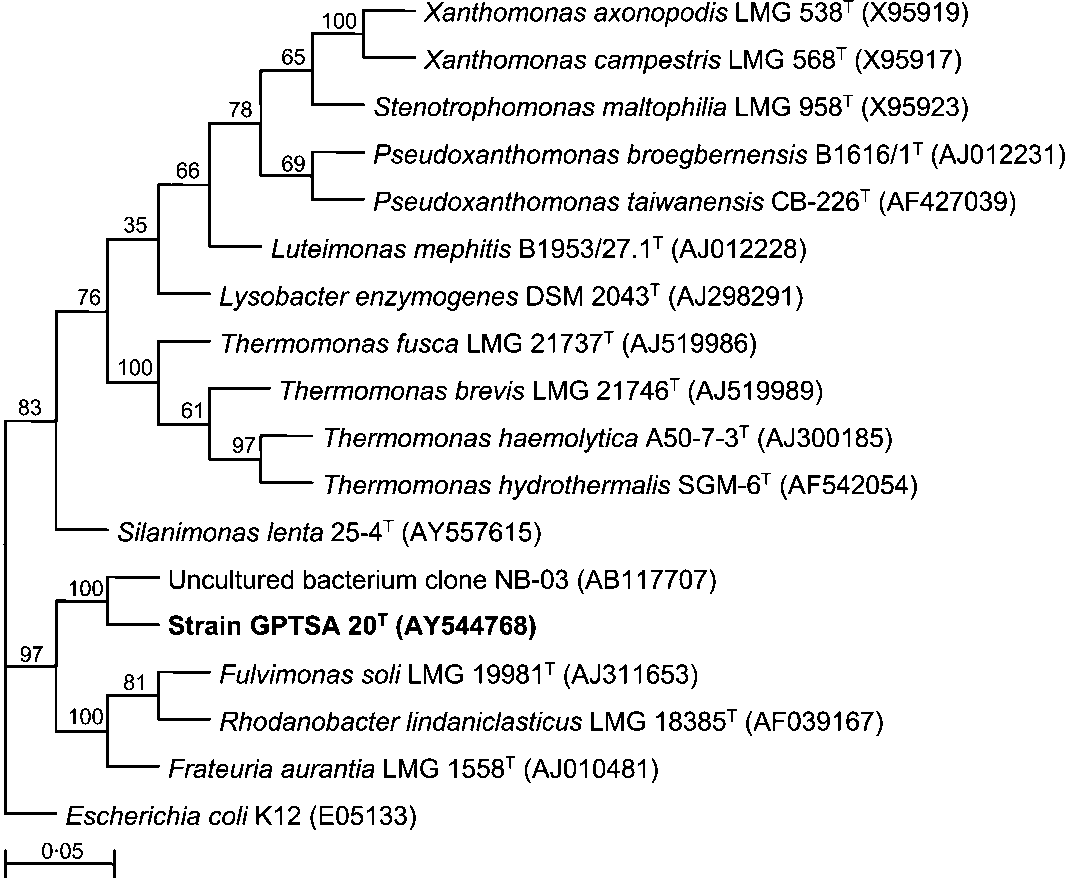 100 Xanthomonas axonopodis LMG 538ᵀ (X95919)
65 Xanthomonas campestris LMG 568ᵀ (X95917)
78 Stenotrophomonas maltophilia LMG 958ᵀ (X95923)
69 Pseudoxanthomonas broegbernensis B1616/1ᵀ (AJ012231)
66 Pseudoxanthomonas taiwanensis CB-226ᵀ (AF427039)
35 Luteimonas mephitis B1953/27.1ᵀ (AJ012228)
76 Lysobacter enzymogenes DSM 2043ᵀ (AJ298291)
Thermomonas fusca LMG 21737ᵀ (AJ519986)
100
Thermomonas brevis LMG 21746ᵀ (AJ519989)
83 61
Thermomonas haemolytica A50-7-3ᵀ (AJ300185)
97
Thermomonas hydrothermalis SGM-6ᵀ (AF542054)
Silanimonas lenta 25-4ᵀ (AY557615)
100 Uncultured bacterium clone NB-03 (AB117707)
Strain GPTSA 20ᵀ (AY544768)
97
81 Fulvimonas soli LMG 19981ᵀ (AJ311653)
100 Rhodanobacter lindaniclasticus LMG 18385ᵀ (AF039167)
Frateuria aurantia LMG 1558ᵀ (AJ010481)
Escherichia coli K12 (E05133)
0·05